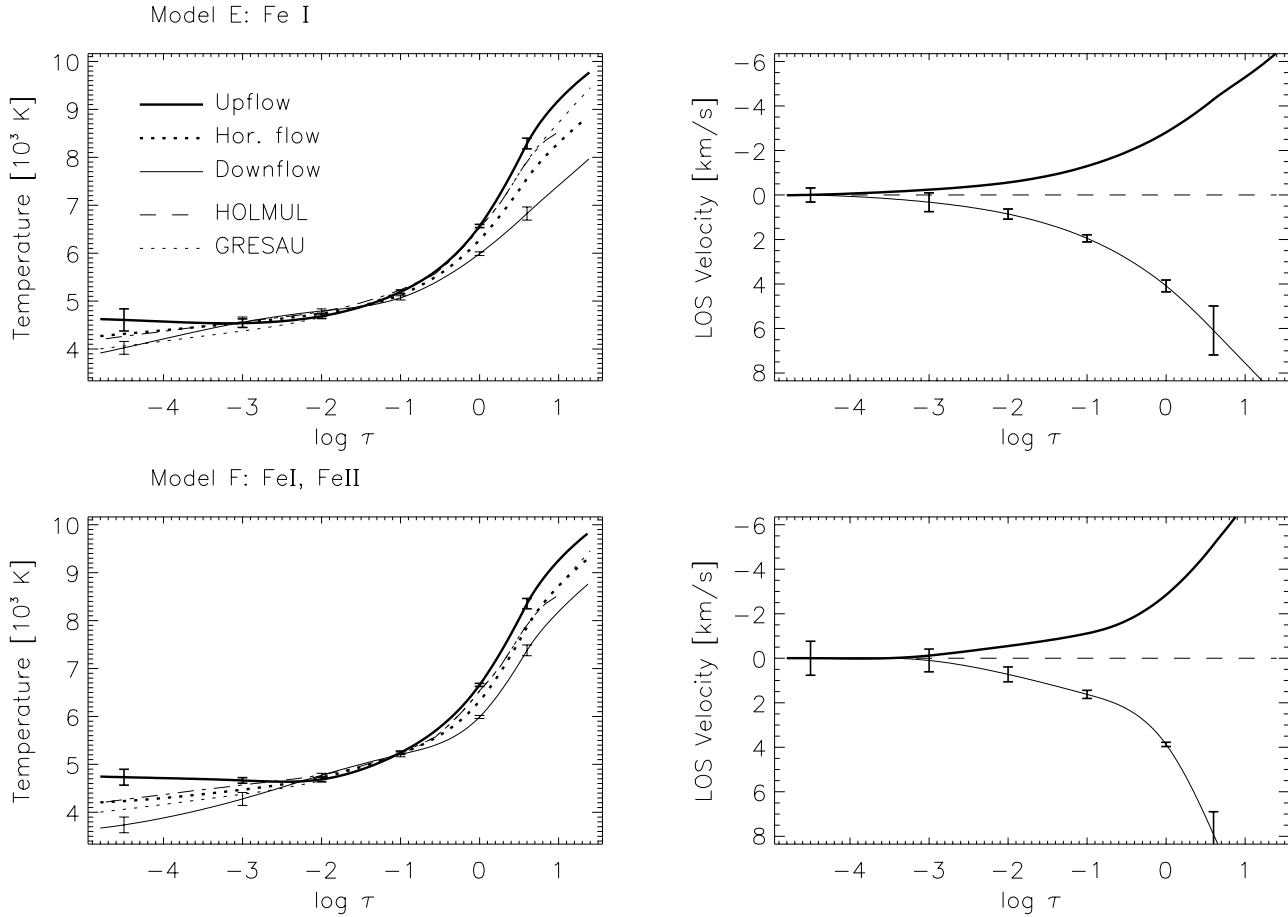 Model E: Fe I
10
9
8
7
6
5
4
Temperature [10³ K]
Upflow
Hor. flow
Downflow
HOLMUL
GRESAU
−4 −3 −2 −1 0 1
log τ
−6
−4
−2
0
2
4
6
8
LOS Velocity [km/s]
−4 −3 −2 −1 0 1
log τ
Model F: FeI, FeII
10
9
8
7
6
5
4
Temperature [10³ K]
−4 −3 −2 −1 0 1
log τ
−6
−4
−2
0
2
4
6
8
LOS Velocity [km/s]
−4 −3 −2 −1 0 1
log τ